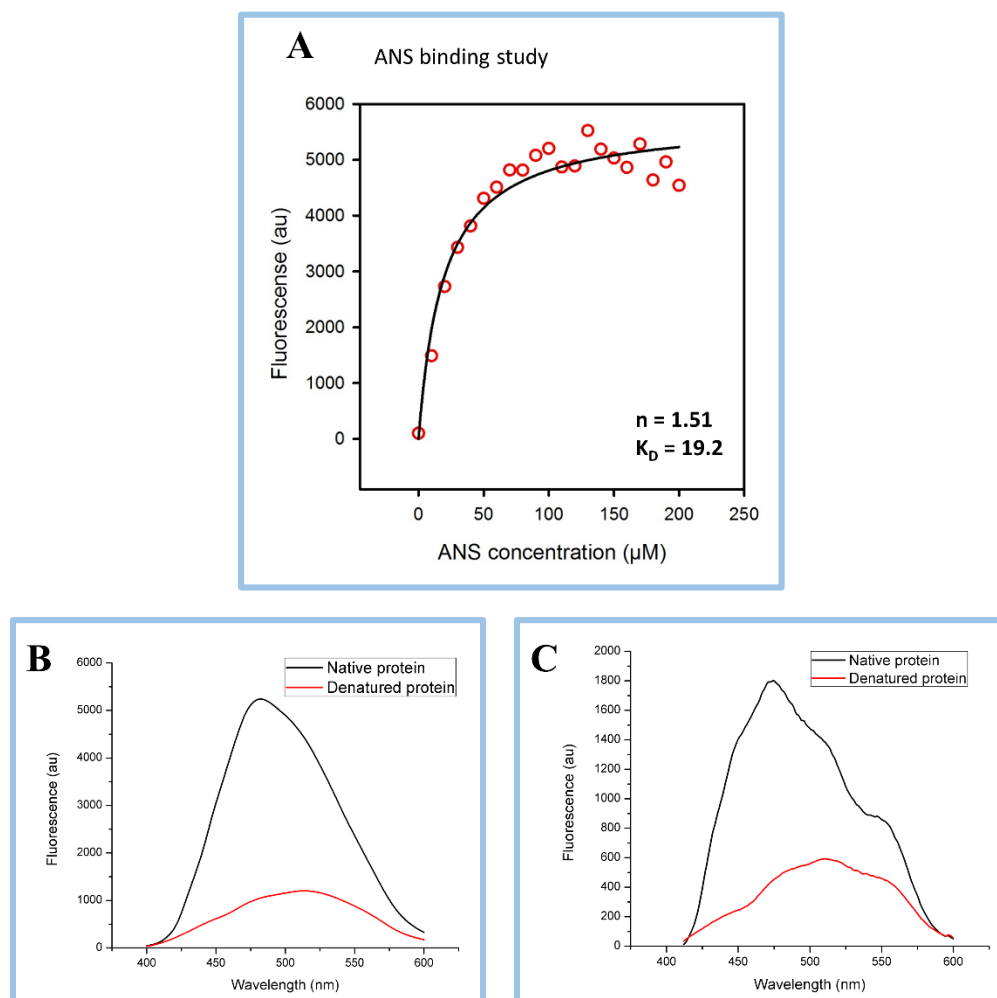 A
ANS binding study
6000
5000
4000
3000
2000
1000
0
Fluorescense (au)
n = 1.51
K_D = 19.2
0 50 100 150 200 250
ANS concentration (µM)
B
6000
5000
4000
3000
2000
1000
0
Fluorescence (au)
Native protein
Denatured protein
400 450 500 550 600
Wavelength (nm)
C
2000
1800
1600
1400
1200
1000
800
600
400
200
0
Fluorescence (au)
Native protein
Denatured protein
400 450 500 550 600
Wavelength (nm)